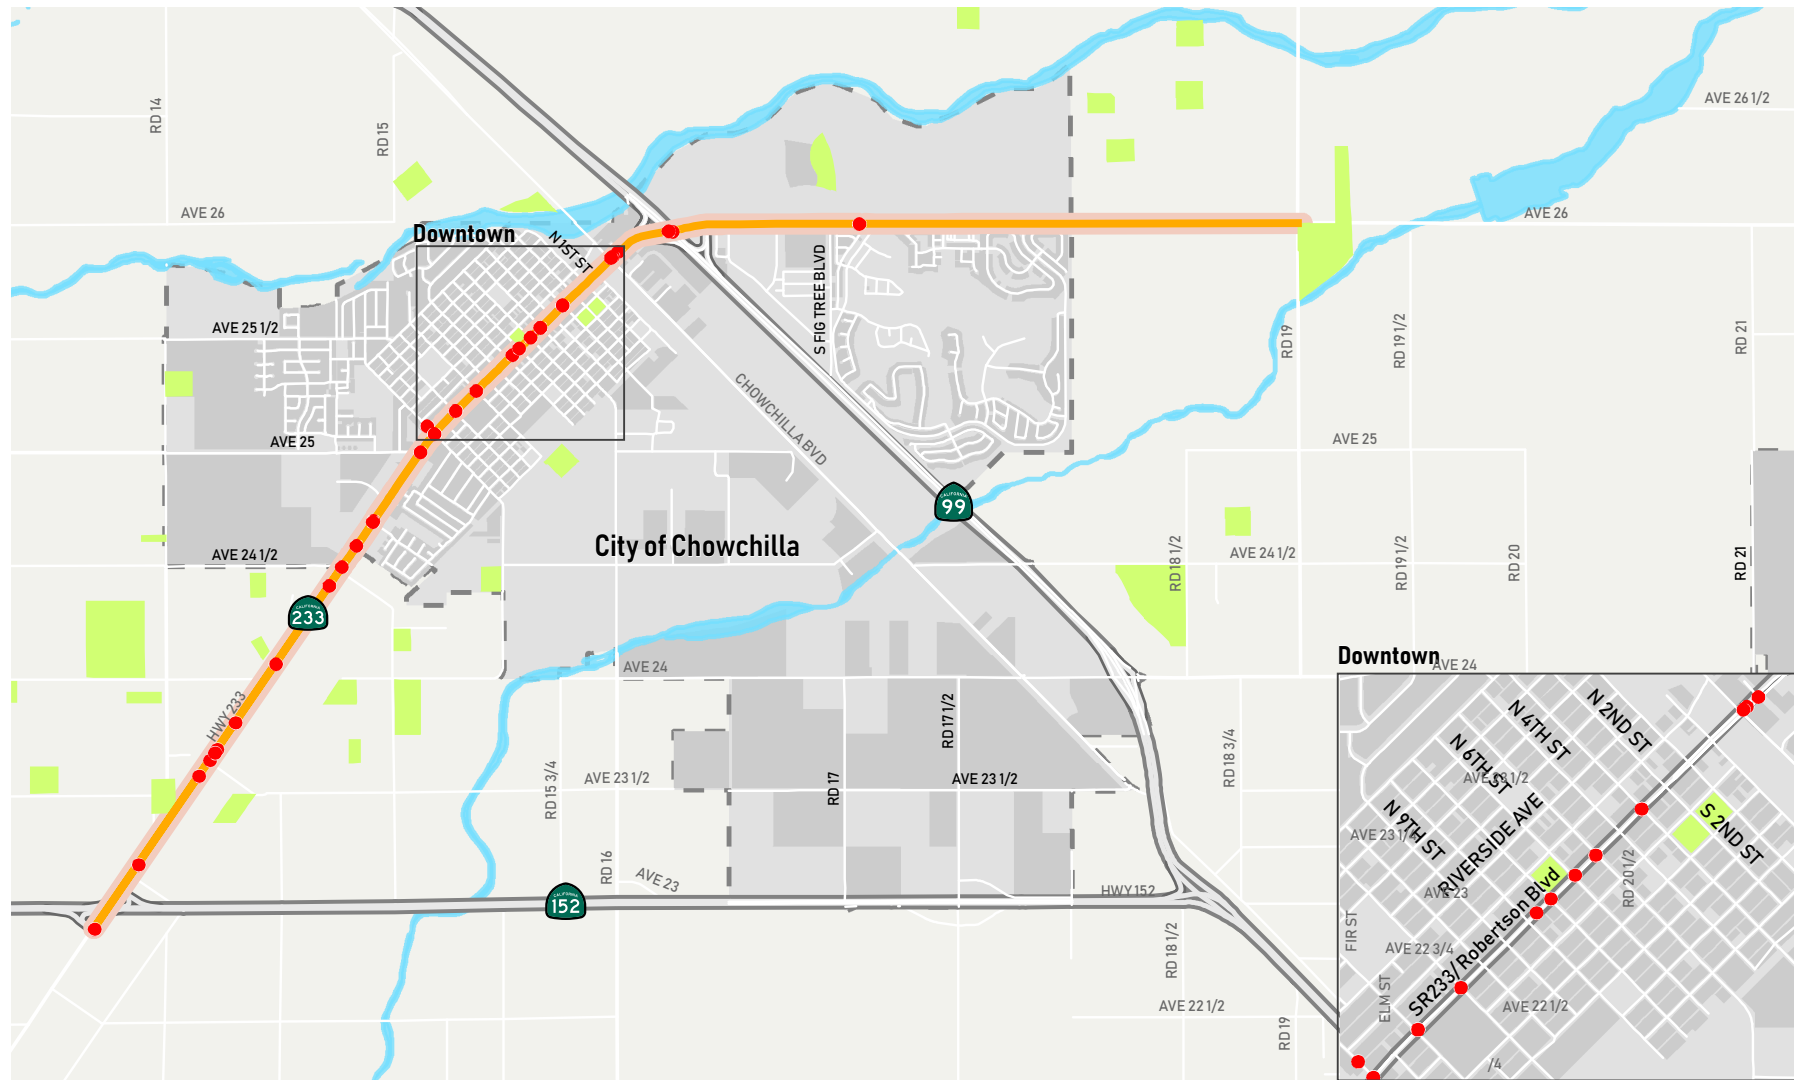 RD 14
RD 15
AVE 26 1/2
AVE 26
AVE 26
Downtown
N 1ST ST
S FIG TREE BLVD
AVE 25 1/2
RD 19
RD 19 1/2
RD 21
CHOWCHILLA BVD
AVE 25
AVE 25
CALIFORNIA
99
City of Chowchilla
AVE 24 1/2
AVE 24 1/2
RD 18 1/2
RD 19 1/2
RD 20
RD 21
CALIFORNIA
233
AVE 24
AVE 24
HWY 233
RD 17 1/2
RD 18 3/4
RD 15 3/4
AVE 23 1/2
RD 17
AVE 23 1/2
RD 16
AVE 23
HWY 152
CALIFORNIA
152
RD 18 1/2
AVE 22 1/2
RD 19
Downtown
N 2ND ST
N 4TH ST
N 6TH ST
AVE 23 1/2
N 9TH ST
AVE 23 1/4
RIVERSIDE AVE
S 2ND ST
AVE 23
RD 20 1/2
FIR ST
AVE 22 3/4
SR233/ Robertson Blvd
ELM ST
AVE 22 1/2
/4